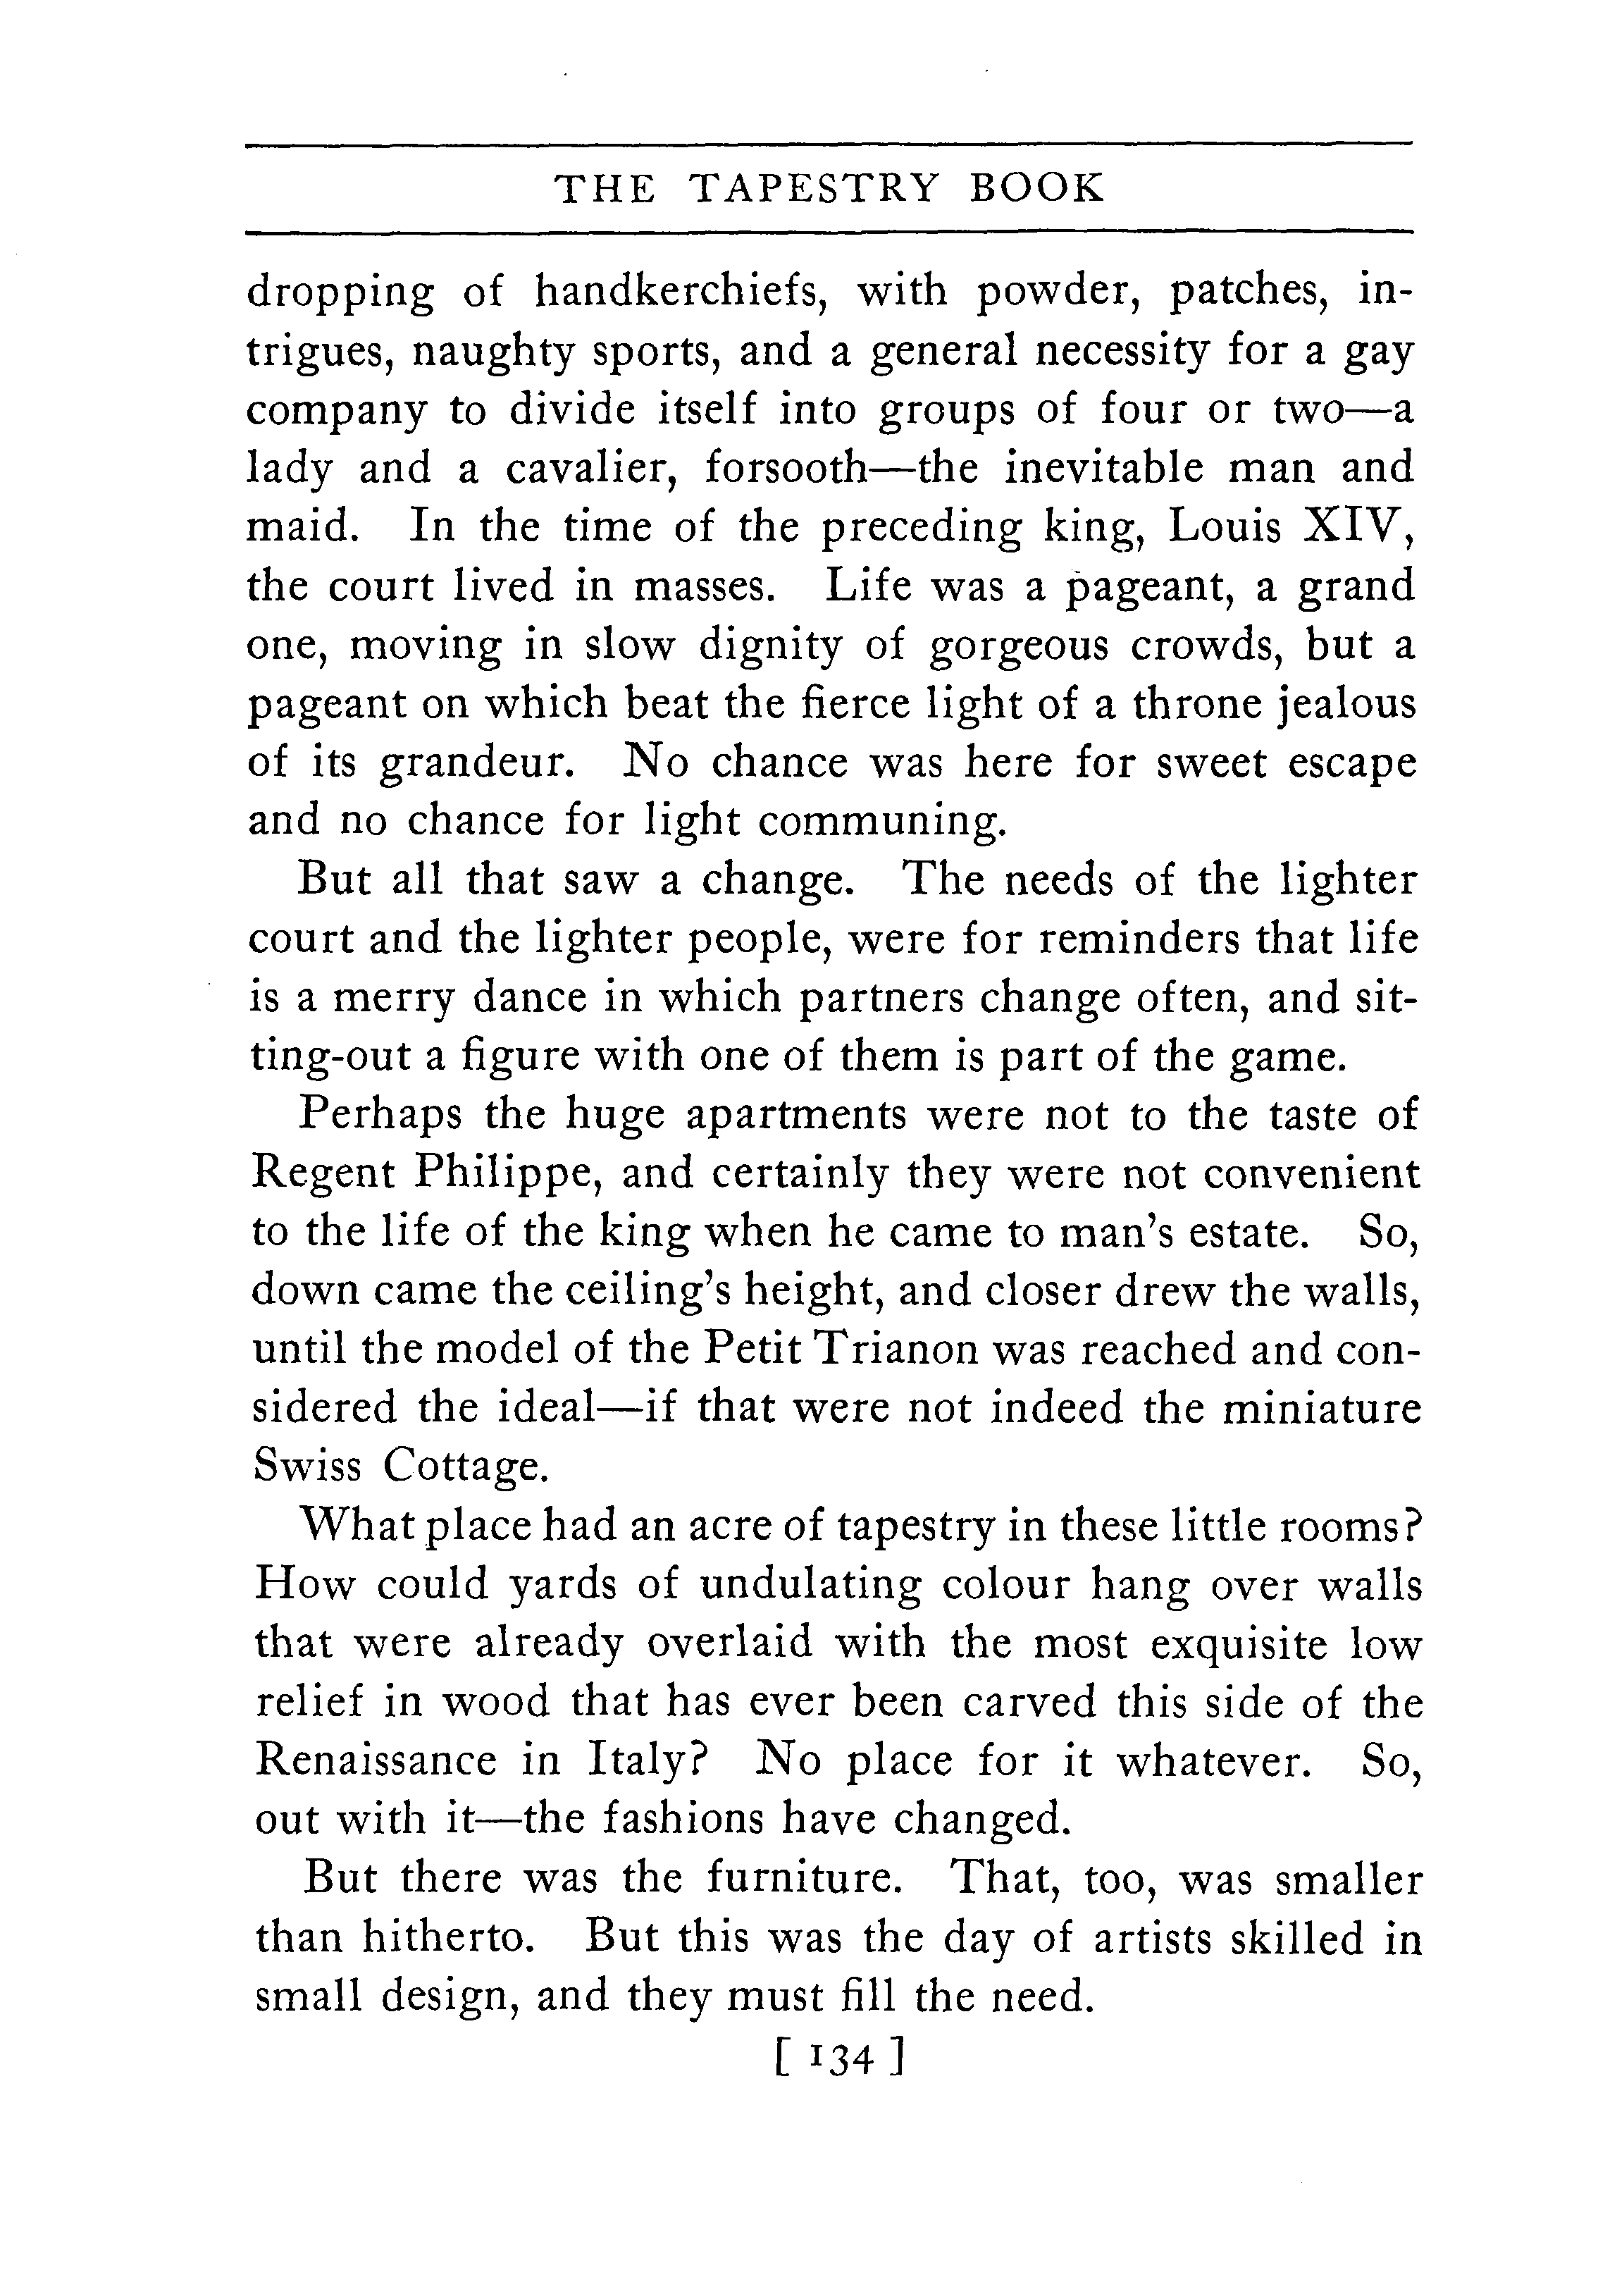 THE TAPESTRY BOOK
dropping of handkerchiefs, with powder, patches, in-
trigues, naughty sports, and a general necessity for a gay
company to divide itself into groups of four or two—a
lady and a cavalier, forsooth—the inevitable man and
maid. In the time of the preceding king, Louis XIV,
the court lived in masses. Life was a pageant, a grand
one, moving in slow dignity of gorgeous crowds, but a
pageant on which beat the fierce light of a throne jealous
of its grandeur. No chance was here for sweet escape
and no chance for light communing.
But all that saw a change. The needs of the lighter
court and the lighter people, were for reminders that life
is a merry dance in which partners change often, and sit-
ting-out a figure with one of them is part of the game.
Perhaps the huge apartments were not to the taste of
Regent Philippe, and certainly they were not convenient
to the life of the king when he came to man's estate. So,
down came the ceiling's height, and closer drew the walls,
until the model of the Petit Trianon was reached and con-
sidered the ideal—if that were not indeed the miniature
Swiss Cottage.
What place had an acre of tapestry in these little rooms?
How could yards of undulating colour hang over walls
that were already overlaid with the most exquisite low
relief in wood that has ever been carved this side of the
Renaissance in Italy? No place for it whatever. So,
out with it—the fashions have changed.
But there was the furniture. That, too, was smaller
than hitherto. But this was the day of artists skilled in
small design, and they must fill the need.
[ 134 ]